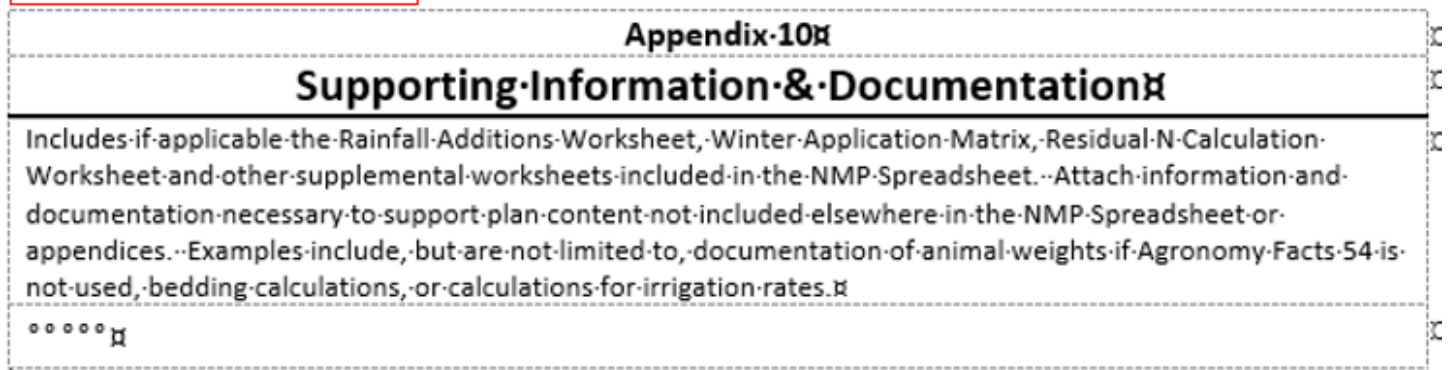 Appendix·10¤
Supporting·Information·&·Documentation¤
Includes·if·applicable·the·Rainfall·Additions·Worksheet,·Winter·Application·Matrix,·Residual·N·Calculation·
Worksheet·and·other·supplemental·worksheets·included·in·the·NMP·Spreadsheet.··Attach·information·and·
documentation·necessary·to·support·plan·content·not·included·elsewhere·in·the·NMP·Spreadsheet·or·
appendices.··Examples·include,·but·are·not·limited·to,·documentation·of·animal·weights·if·Agronomy·Facts·54·is·
not·used,·bedding·calculations,·or·calculations·for·irrigation·rates.¤
°°°°°¤